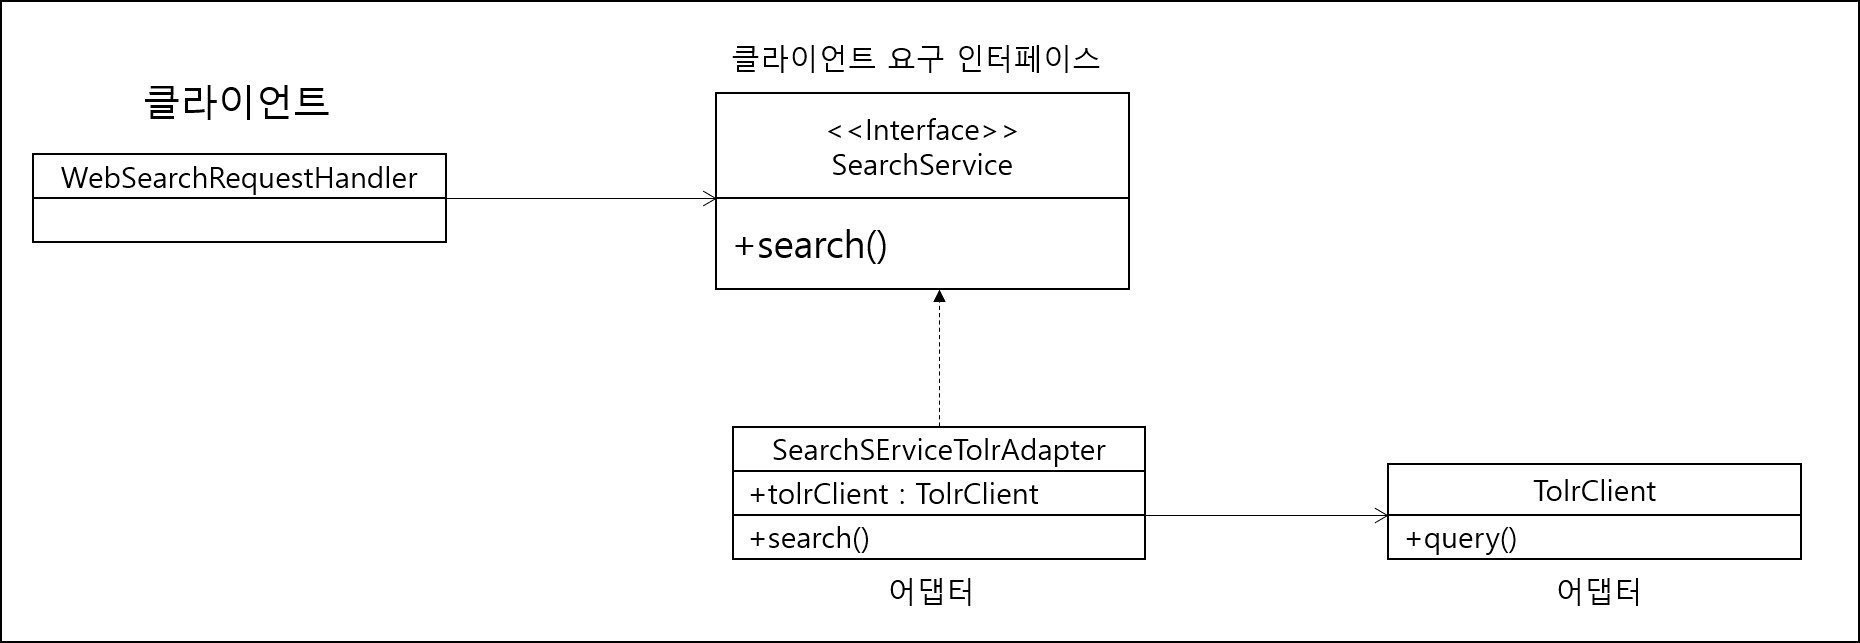 클라이언트 요구 인터페이스
클라이언트
<<Interface>>
SearchService
WebSearchRequestHandler
+search()
SearchSErviceTolrAdapter
+tolrClient : TolrClient
+search()
TolrClient
+query()
어댑터
어댑터